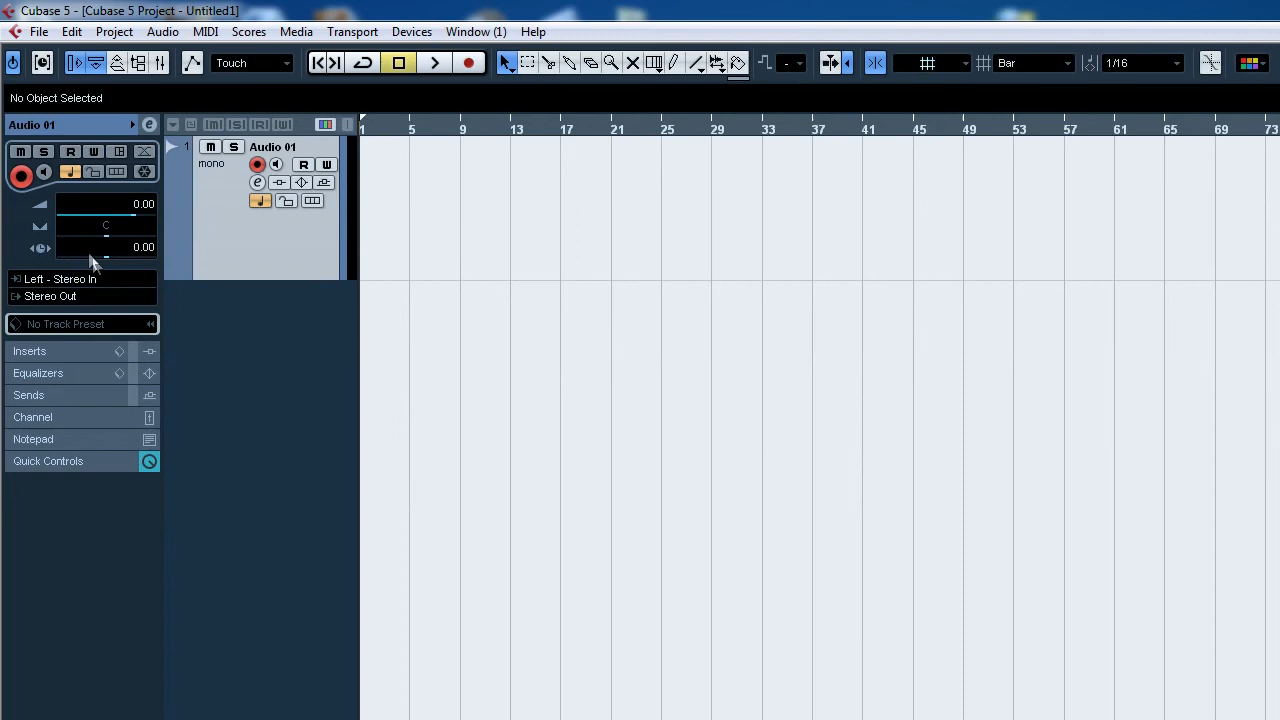 Cubase 5 - [Cubase 5 Project - Untitled1]
File Edit Project Audio MIDI Scores Media Transport Devices Window (1) Help
Touch - Bar 1/16
No Object Selected
Audio 01 e [M] [S] [R] [W] 1 5 9 13 17 21 25 29 33 37 41 45 49 53 57 61 65 69 73
M S R W
1 M S Audio 01
mono R W
e
0.00
C
0.00
Left - Stereo In
Stereo Out
No Track Preset
Inserts
Equalizers
Sends
Channel
Notepad
Quick Controls